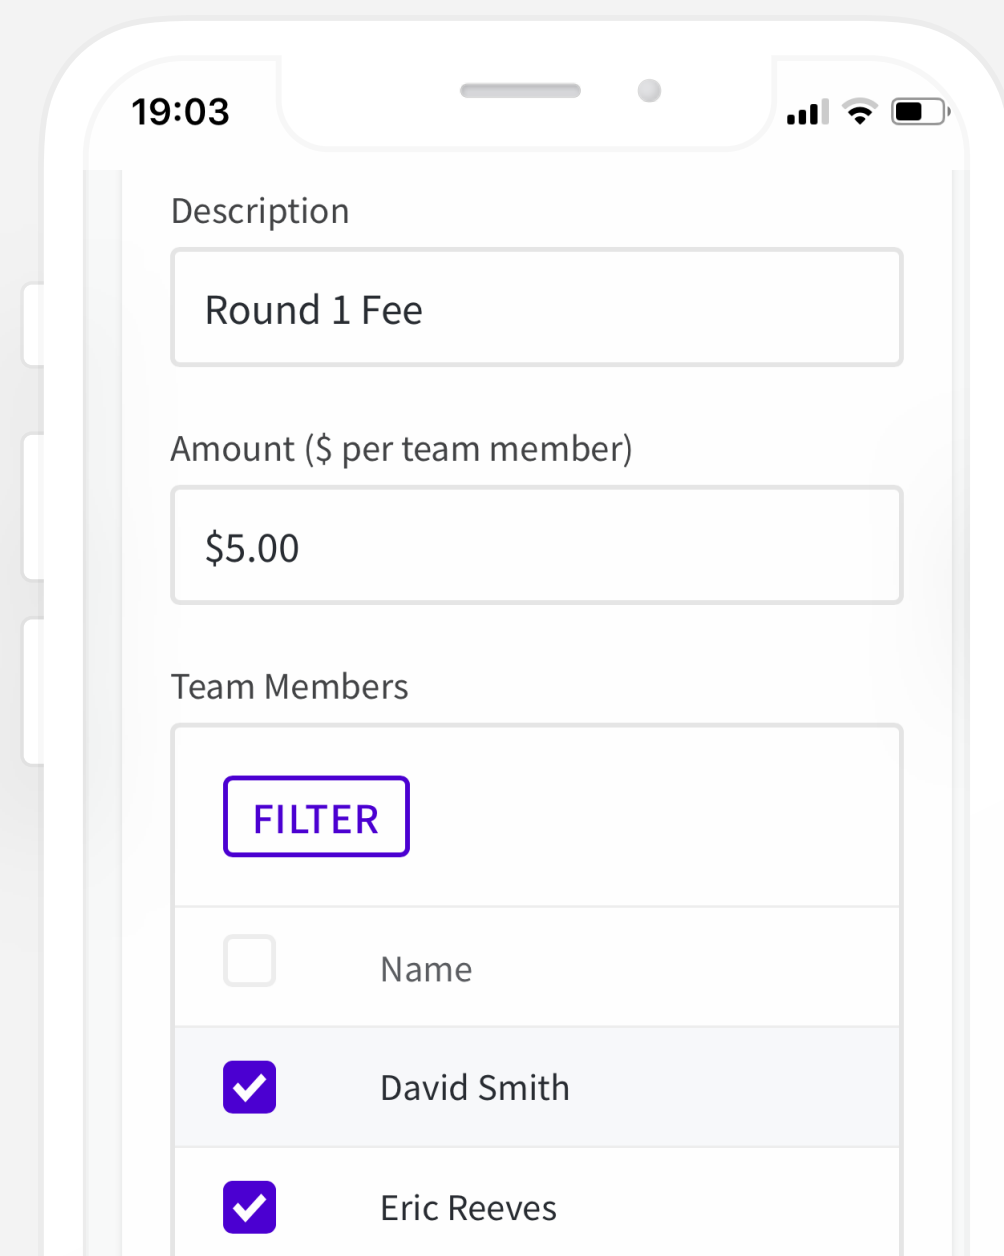 19:03
Description
Round 1 Fee
Amount ($ per team member)
$5.00
Team Members
FILTER
Name
David Smith
Eric Reeves